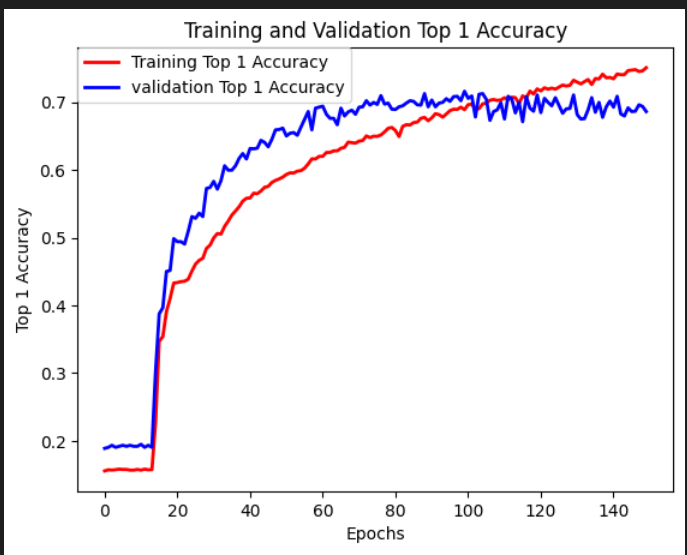 Training and Validation Top 1 Accuracy
Training Top 1 Accuracy
validation Top 1 Accuracy
Top 1 Accuracy
0.7
0.6
0.5
0.4
0.3
0.2
0 20 40 60 80 100 120 140
Epochs